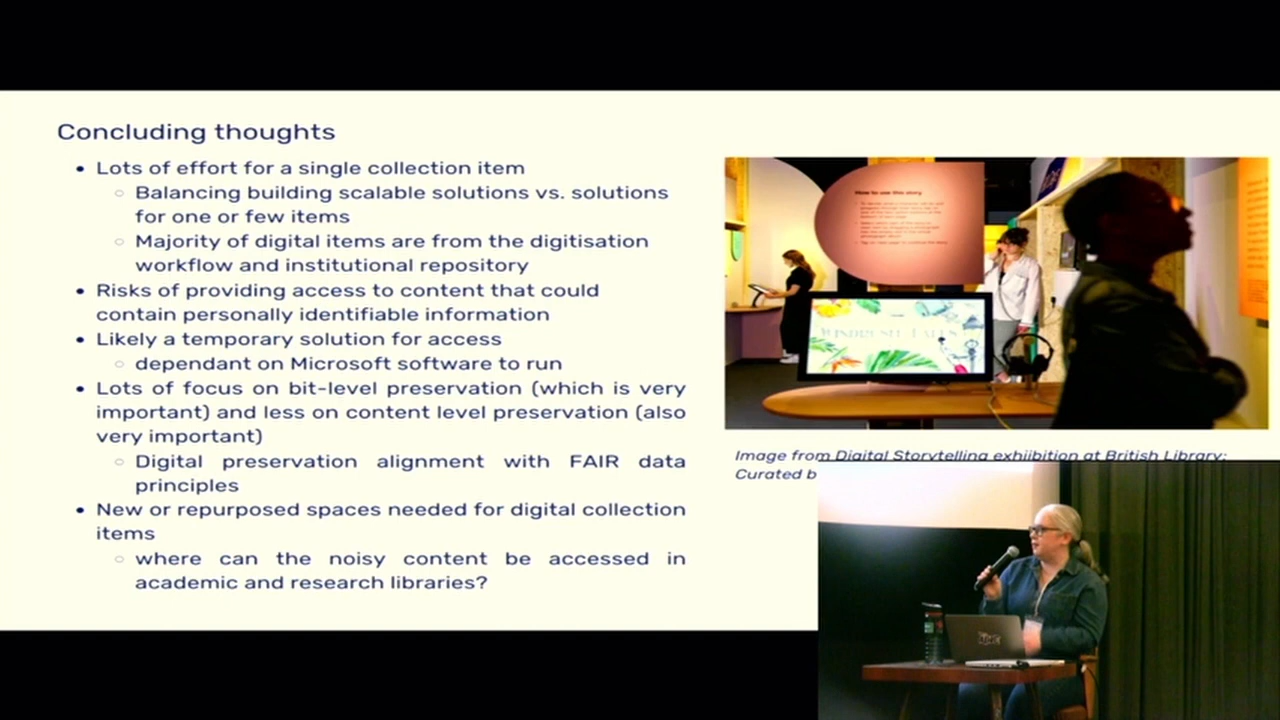 Concluding thoughts
• Lots of effort for a single collection item
○ Balancing building scalable solutions vs. solutions
for one or few items
○ Majority of digital items are from the digitisation
workflow and institutional repository
• Risks of providing access to content that could
contain personally identifiable information
• Likely a temporary solution for access
○ dependant on Microsoft software to run
• Lots of focus on bit-level preservation (which is very
important) and less on content level preservation (also
very important)
○ Digital preservation alignment with FAIR data
principles
• New or repurposed spaces needed for digital collection
items
○ where can the noisy content be accessed in
academic and research libraries?
How to use this story
WINDRUSH TALES
Image from Digital Storytelling exhiibition at British Library:
Curated b